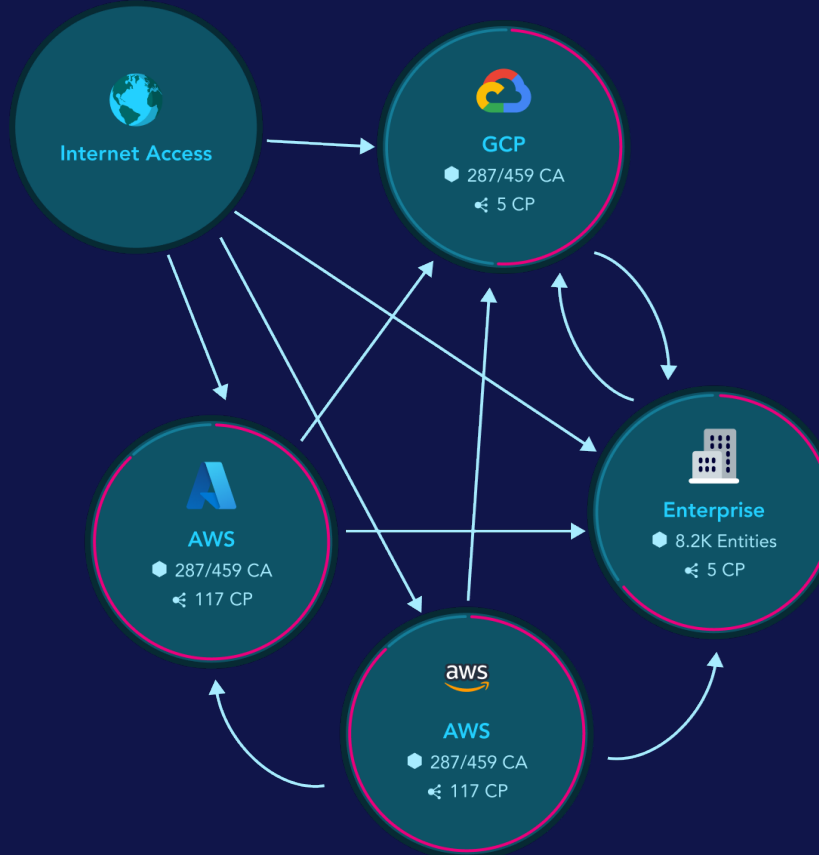 Internet Access
GCP
287/459 CA
5 CP
Enterprise
8.2K Entities
5 CP
AWS
287/459 CA
117 CP
aws
AWS
287/459 CA
117 CP